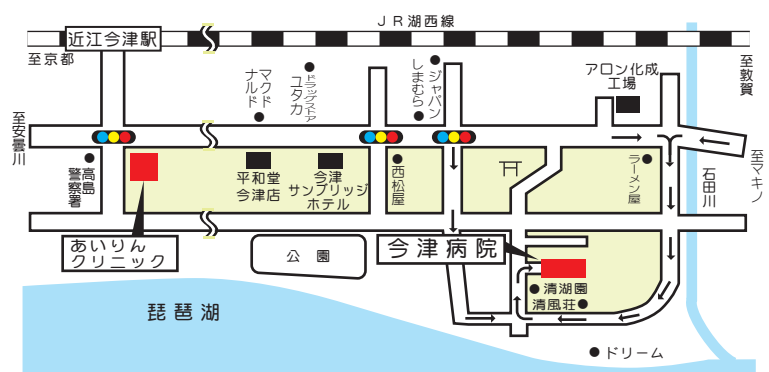 JR湖西線
近江今津駅
至京都
至敦賀
至安曇川
マクド
ナルド
ドラッグストア
ユタカ
ジャパン
しまむら
アロン化成
工場
至マキノ
高島
警察署
平和堂
今津店
今津
サンブリッジ
ホテル
西松屋
ラーメン屋
石田川
あいりん
クリニック
公園
今津病院
清湖園
清風荘
琵琶湖
ドリーム